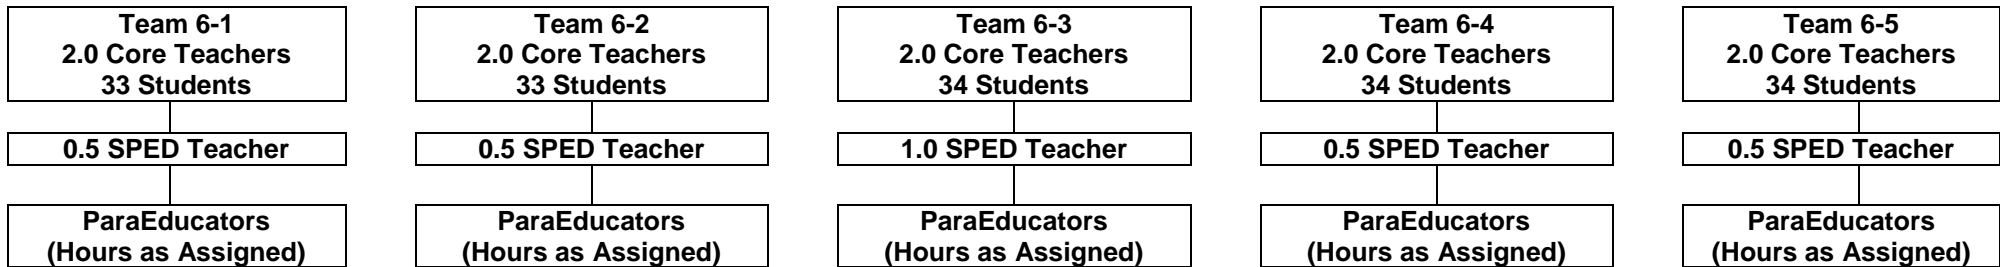 Team 6-1
2.0 Core Teachers
33 Students
0.5 SPED Teacher
ParaEducators
(Hours as Assigned)
Team 6-2
2.0 Core Teachers
33 Students
0.5 SPED Teacher
ParaEducators
(Hours as Assigned)
Team 6-3
2.0 Core Teachers
34 Students
1.0 SPED Teacher
ParaEducators
(Hours as Assigned)
Team 6-4
2.0 Core Teachers
34 Students
0.5 SPED Teacher
ParaEducators
(Hours as Assigned)
Team 6-5
2.0 Core Teachers
34 Students
0.5 SPED Teacher
ParaEducators
(Hours as Assigned)